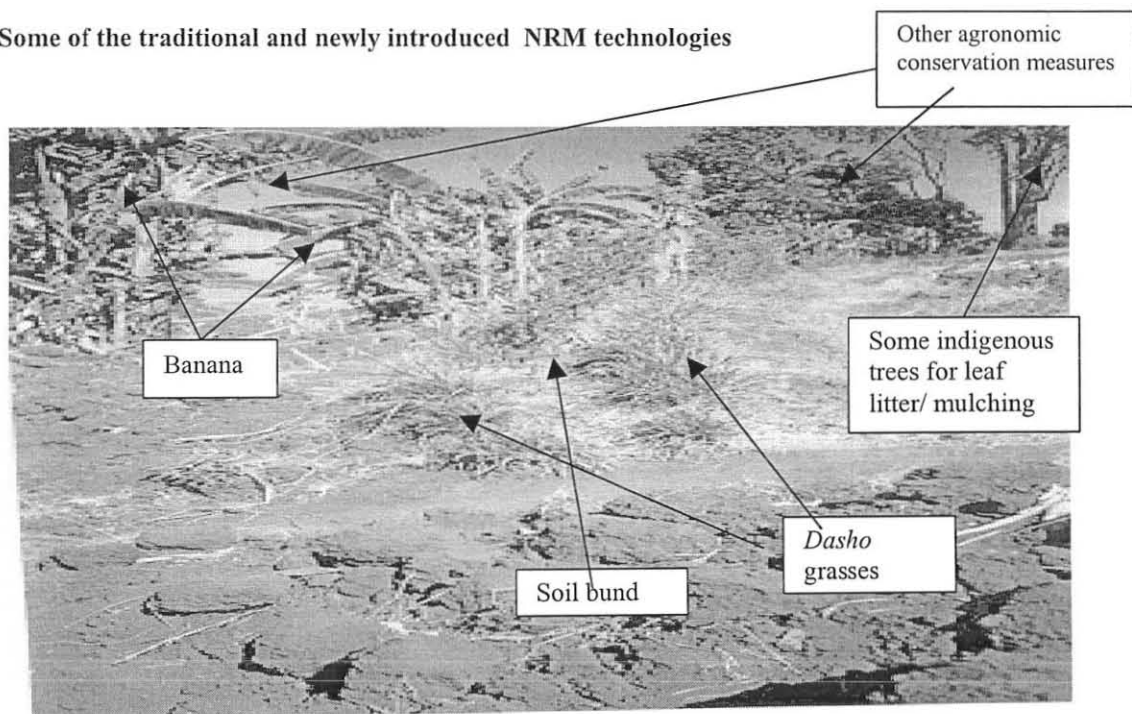 Some of the traditional and newly introduced NRM technologies
Other agronomic
conservation measures
Banana
Some indigenous
trees for leaf
litter/ mulching
Dasho
grasses
Soil bund